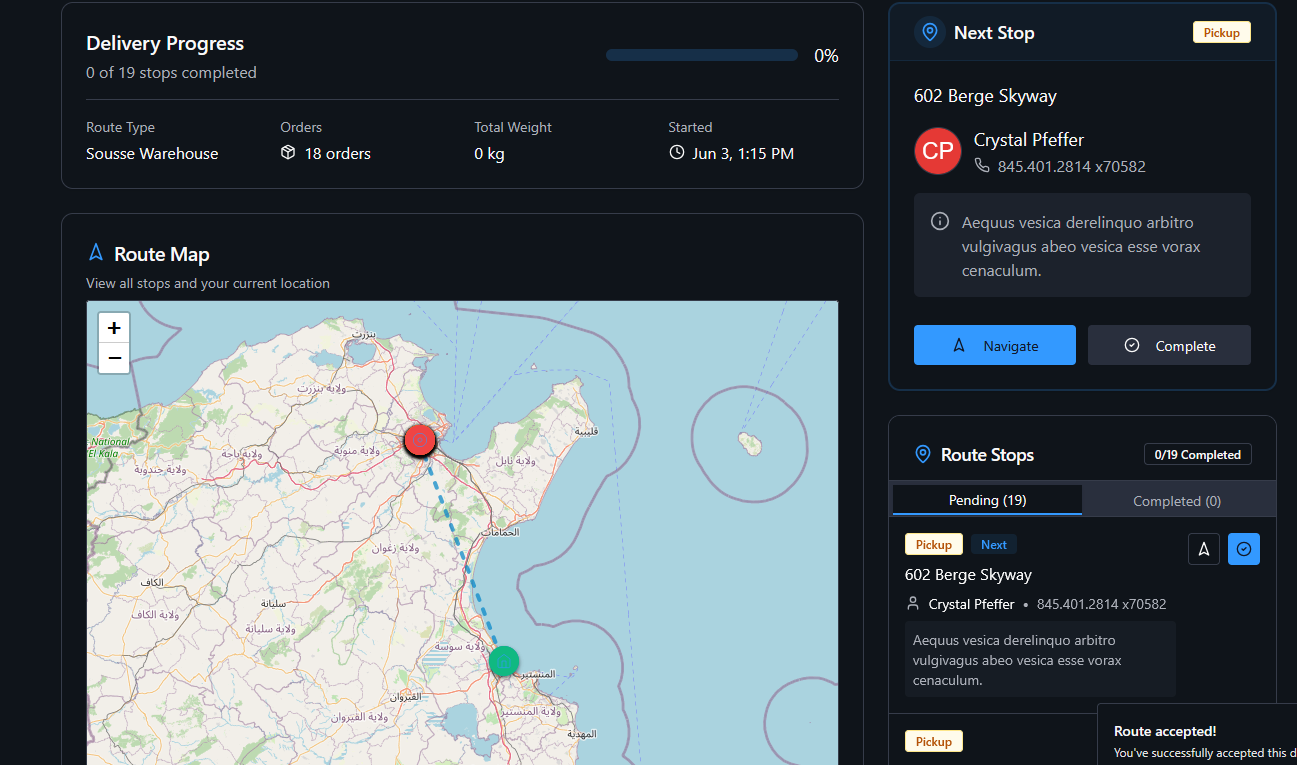 Delivery Progress
0 of 19 stops completed
0%
Route Type
Orders
Total Weight
Started
Sousse Warehouse
18 orders
0 kg
Jun 3, 1:15 PM
Route Map
View all stops and your current location
+
−
بنزرت
ولاية بنزرت
قليبية
-National
El Kala
ولاية باجة
ولاية منوبة
ولاية جندوبة
ولاية نابل
الحمامات
ولاية زغوان
الكاف
سليانة
ولاية الكاف
ولاية سليانة
ولاية سوسة
المنستير
القيروان
ولاية القيروان
ولاية المنستير
المهدية
Next Stop
Pickup
602 Berge Skyway
CP
Crystal Pfeffer
845.401.2814 x70582
Aequus vesica derelinquo arbitro
vulgivagus abeo vesica esse vorax
cenaculum.
Navigate
Complete
Route Stops
0/19 Completed
Pending (19)
Completed (0)
Pickup
Next
602 Berge Skyway
Crystal Pfeffer • 845.401.2814 x70582
Aequus vesica derelinquo arbitro
vulgivagus abeo vesica esse vorax
cenaculum.
Pickup
Route accepted!
You've successfully accepted this d